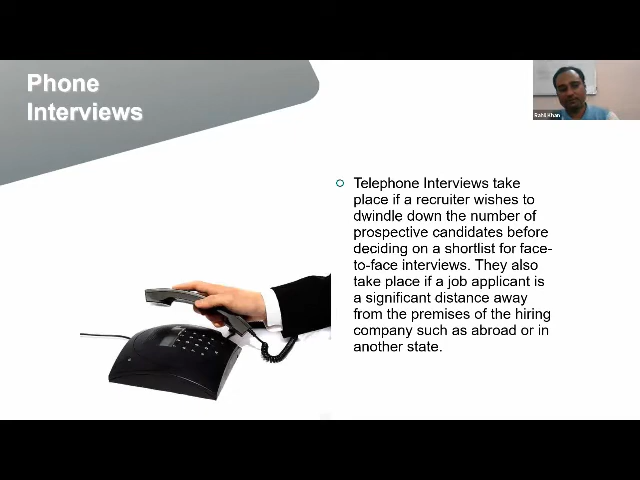 Phone
Interviews
Rahil Khan
Telephone Interviews take
place if a recruiter wishes to
dwindle down the number of
prospective candidates before
deciding on a shortlist for face-
to-face interviews. They also
take place if a job applicant is
a significant distance away
from the premises of the hiring
company such as abroad or in
another state.